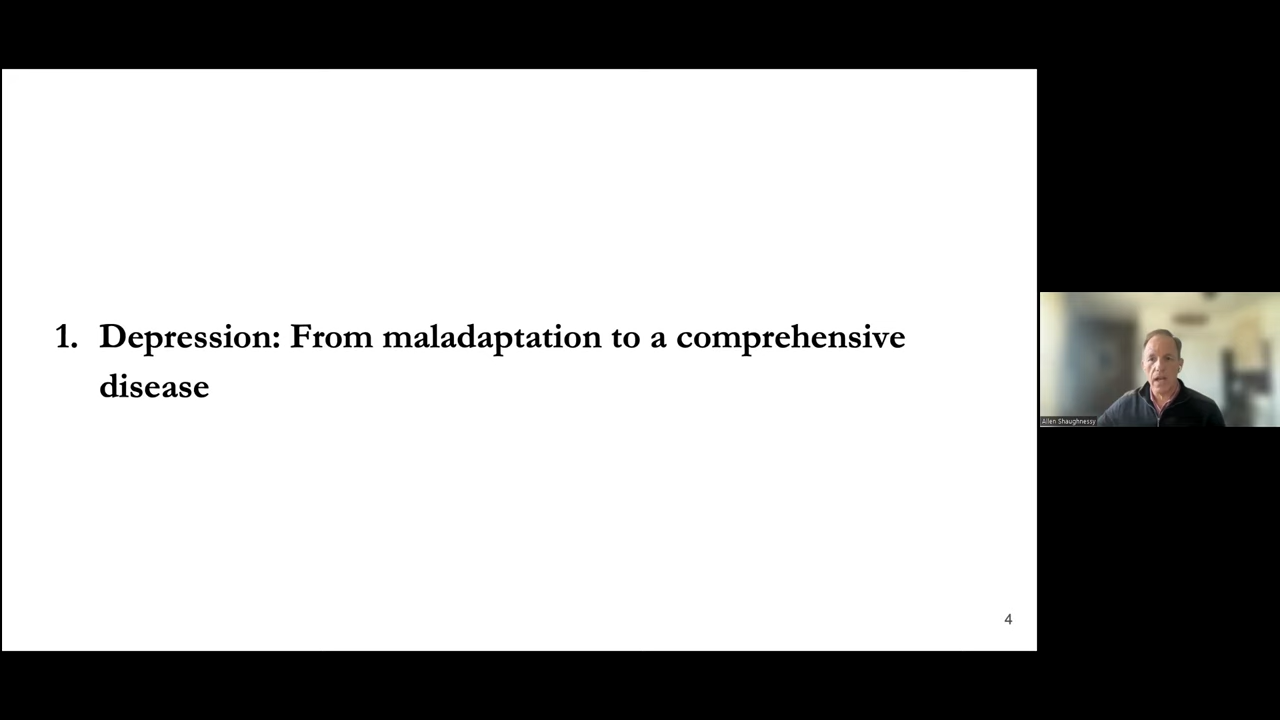 1. Depression: From maladaptation to a comprehensive
disease
Allen Shaughnessy
4